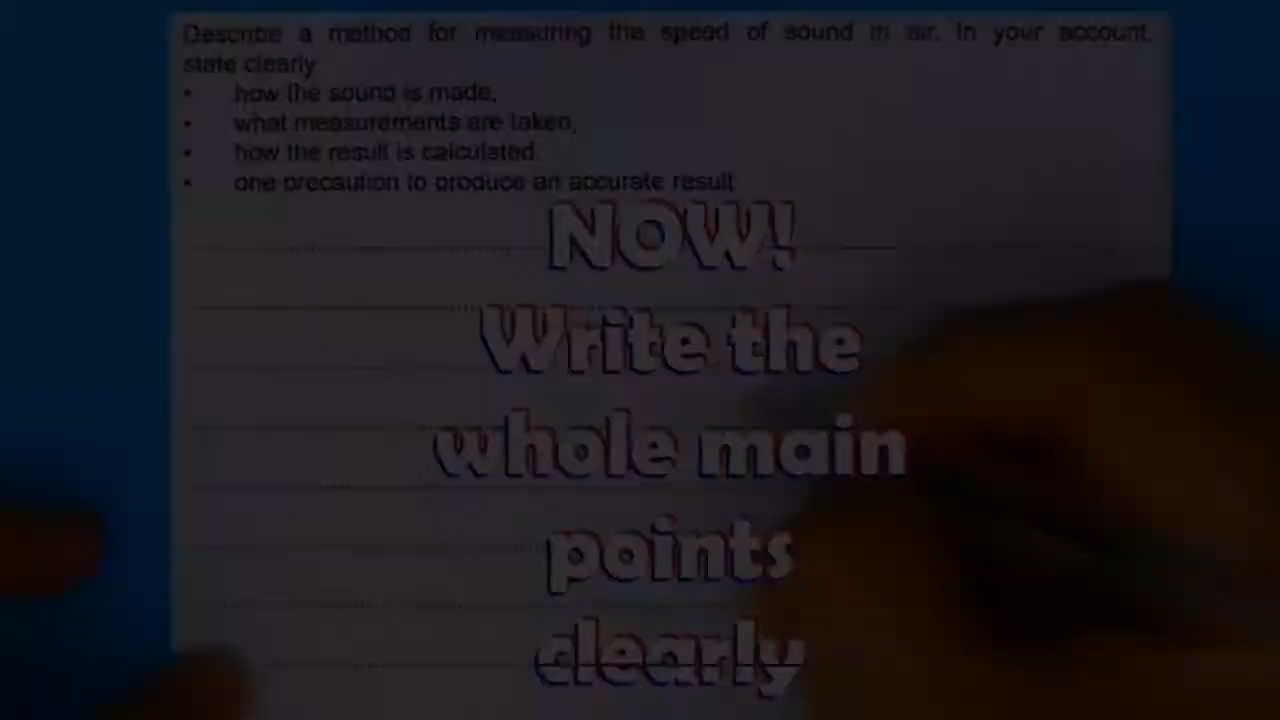 Describe a method for measuring the speed of sound in air. In your account,
state clearly
• how the sound is made,
• what measurements are taken,
• how the result is calculated.
• one precaution to produce an accurate result
NOW!
Write the
whole main
points
clearly